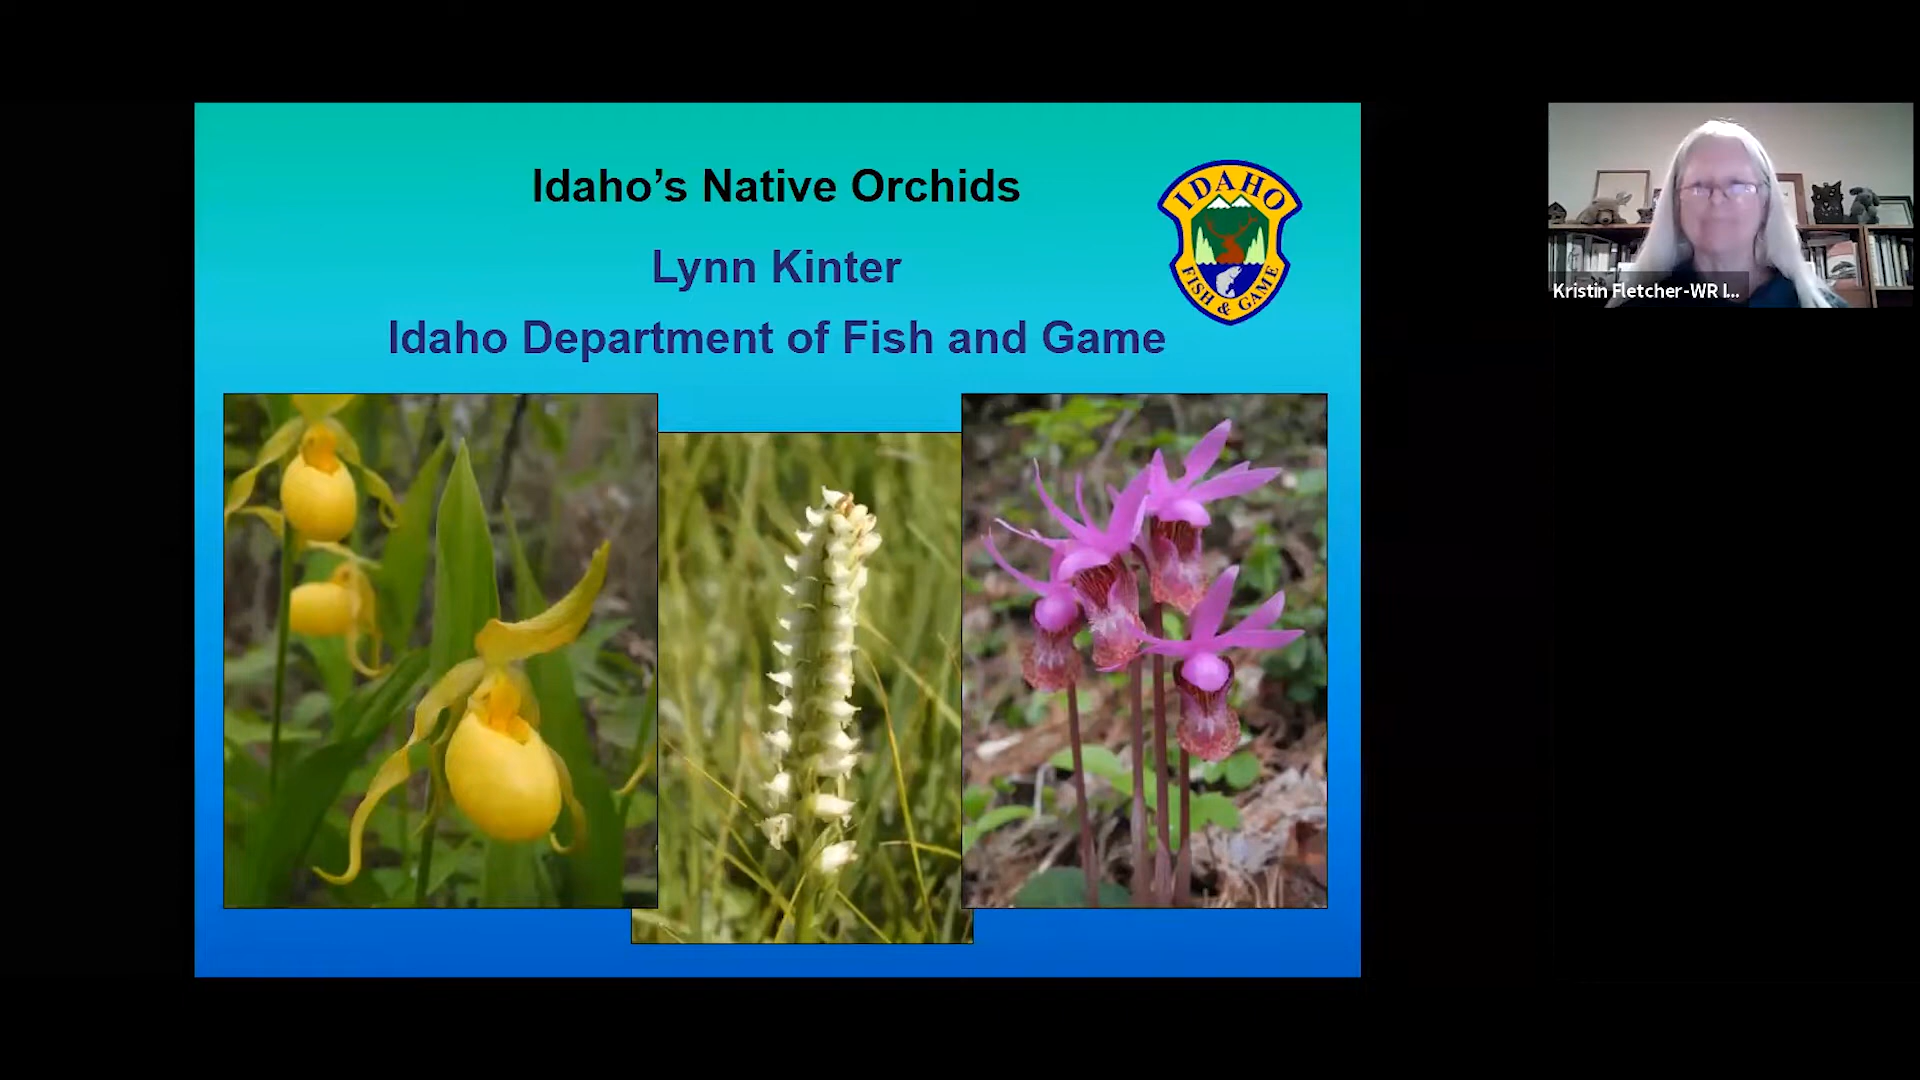 Idaho’s Native Orchids
Lynn Kinter
Idaho Department of Fish and Game
IDAHO
FISH & GAME
Kristin Fletcher-WR I...